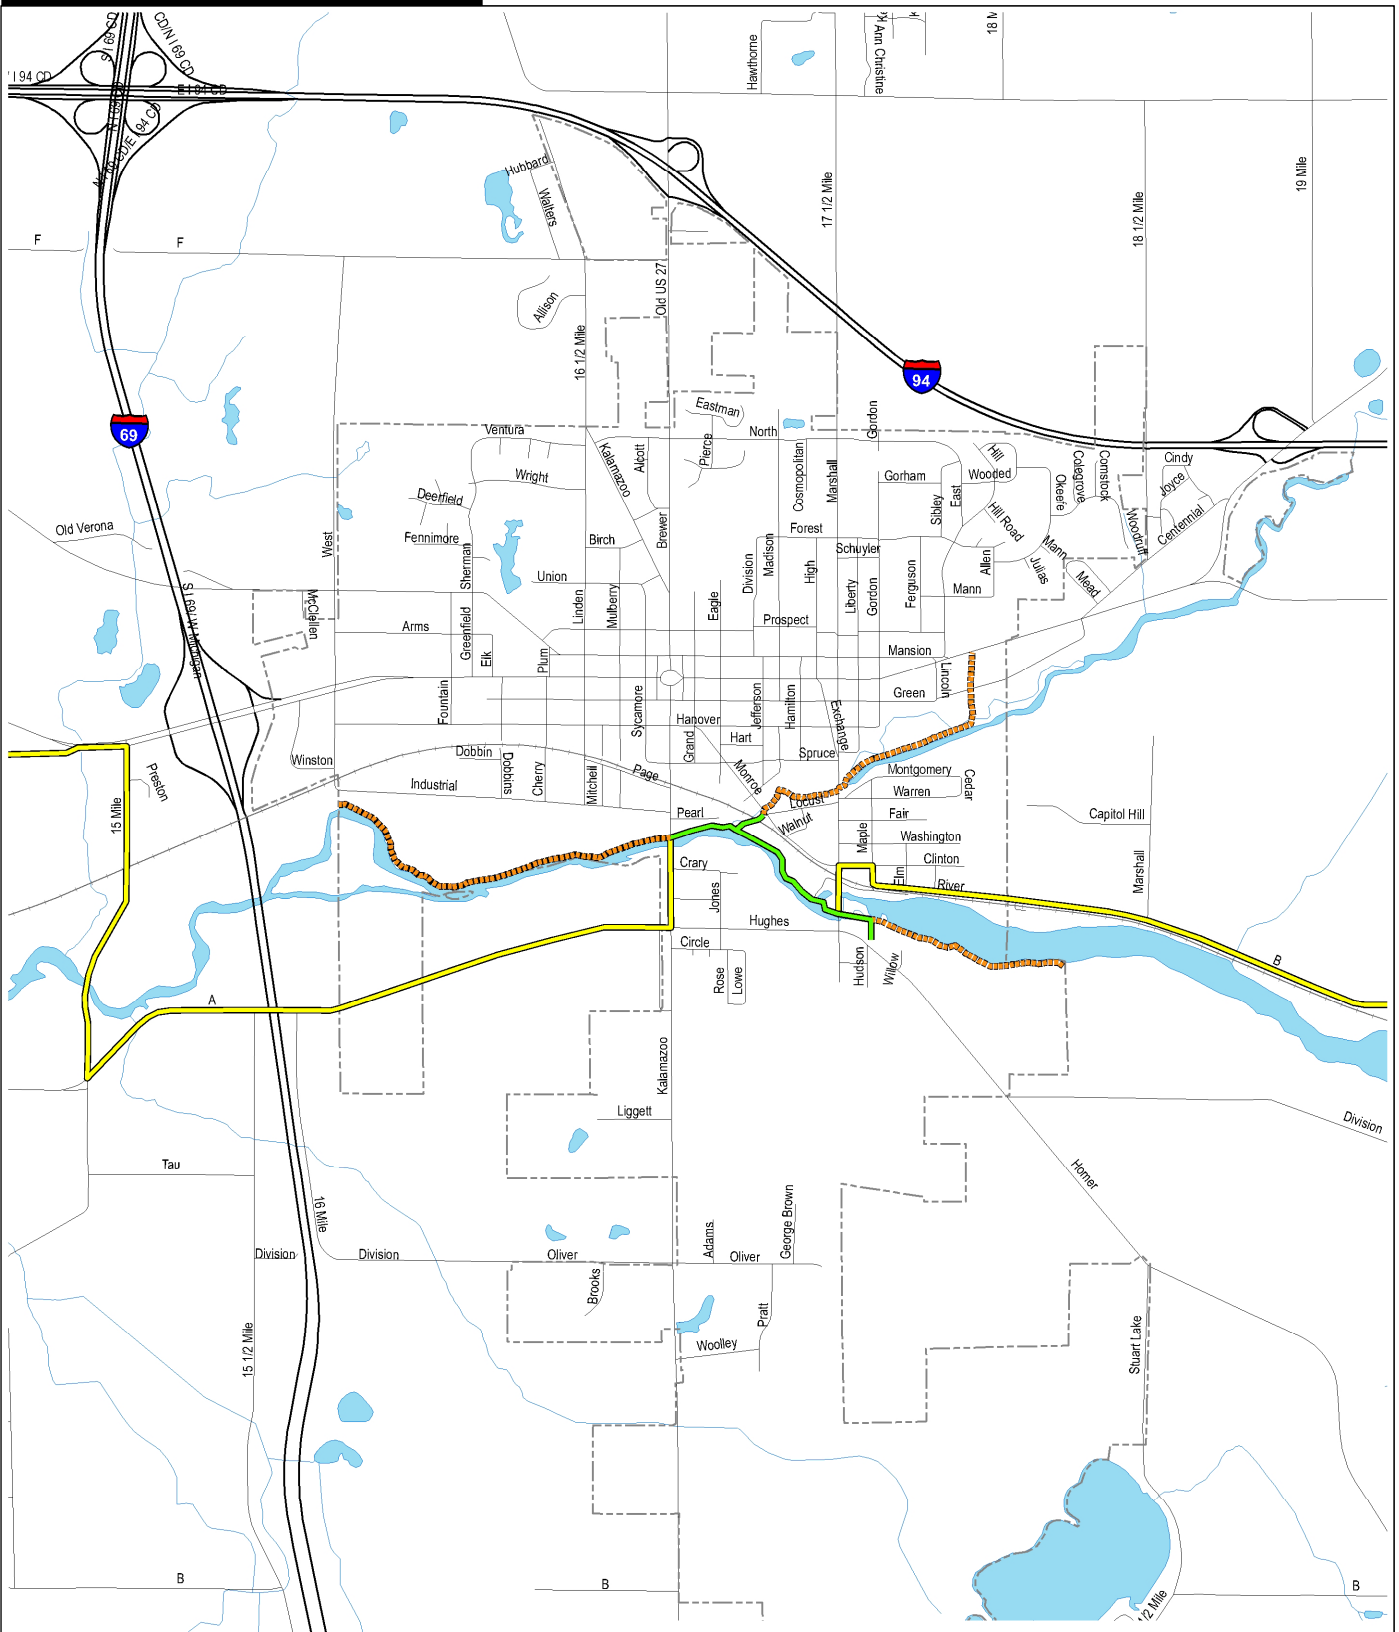 S I 69 CD
CD/N I 69 CD
Hawthorne
Ann Christine
18 M
I 94 CD
E I 94 CD
N I 69 CD
N I 69 CD/E I 94 CD
Hubbard
Walters
17 1/2 Mile
18 1/2 Mile
19 Mile
F
F
Old US 27
Allison
16 1/2 Mile
94
69
Eastman
Ventura
North
Gordon
Pierce
Alcott
Kalamazoo
Cosmopolitan
Marshall
Hill
Wooded
Gorham
Wright
Sibley
East
Okeefe
Colegrove
Comstock
Cindy
Joyce
Centennial
Deerfield
Old Verona
West
Fennimore
Birch
Brewer
Forest
Hill Road
Woodruff
Sherman
Union
Madison
Schuyler
Mann
Julias
Mead
Division
High
Allen
S I 69/ W Michigan
McClellen
Linden
Mulberry
Eagle
Liberty
Gordon
Ferguson
Mann
Arms
Greenfield
Elk
Prospect
Plum
Mansion
Lincoln
Fountain
Sycamore
Jefferson
Hamilton
Green
Hanover
Exchange
Hart
Grand
Spruce
Winston
Dobbin
Dobbins
Cherry
Mitchell
Page
Monroe
Montgomery
Cedar
Preston
15 Mile
Industrial
Pearl
Locust
Walnut
Warren
Fair
Maple
Washington
Capitol Hill
Marshall
Crary
Clinton
Elm
River
Jones
Hughes
Circle
Rose
Lowe
Hudson
Willow
B
A
Kalamazoo
Liggett
Division
Tau
Homer
16 Mile
Division
Division
Oliver
Adams
Oliver
George Brown
Brooks
Pratt
15 1/2 Mile
Woolley
Stuart Lake
B
B
B
1/2 Mile